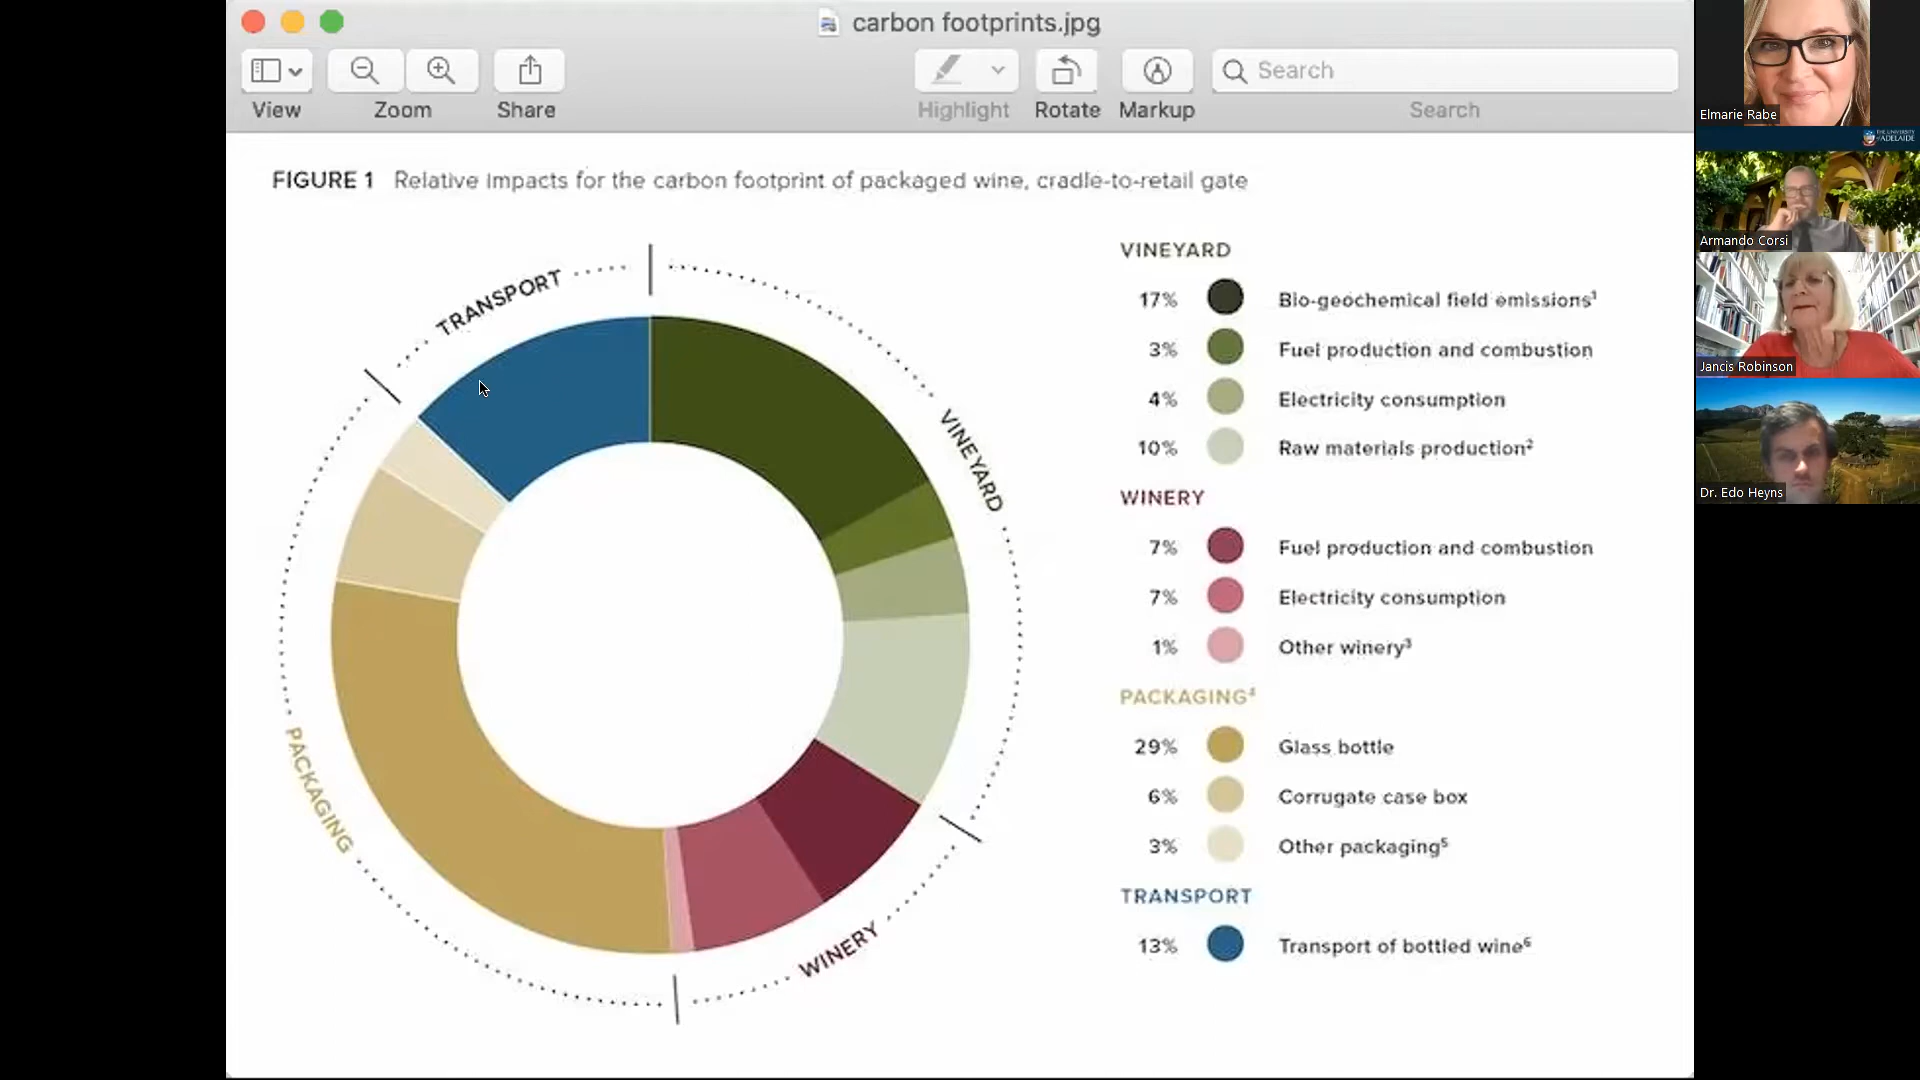 carbon footprints.jpg
View
Zoom
Share
Highlight
Rotate
Markup
Search
Search
FIGURE 1 Relative impacts for the carbon footprint of packaged wine, cradle-to-retail gate
TRANSPORT
VINEYARD
PACKAGING
WINERY
VINEYARD
17% Bio-geochemical field emissions¹
3% Fuel production and combustion
4% Electricity consumption
10% Raw materials production²
WINERY
7% Fuel production and combustion
7% Electricity consumption
1% Other winery³
PACKAGING⁴
29% Glass bottle
6% Corrugate case box
3% Other packaging⁵
TRANSPORT
13% Transport of bottled wine⁶
Elmarie Rabe
THE UNIVERSITY
of ADELAIDE
Armando Corsi
Jancis Robinson
Dr. Edo Heyns